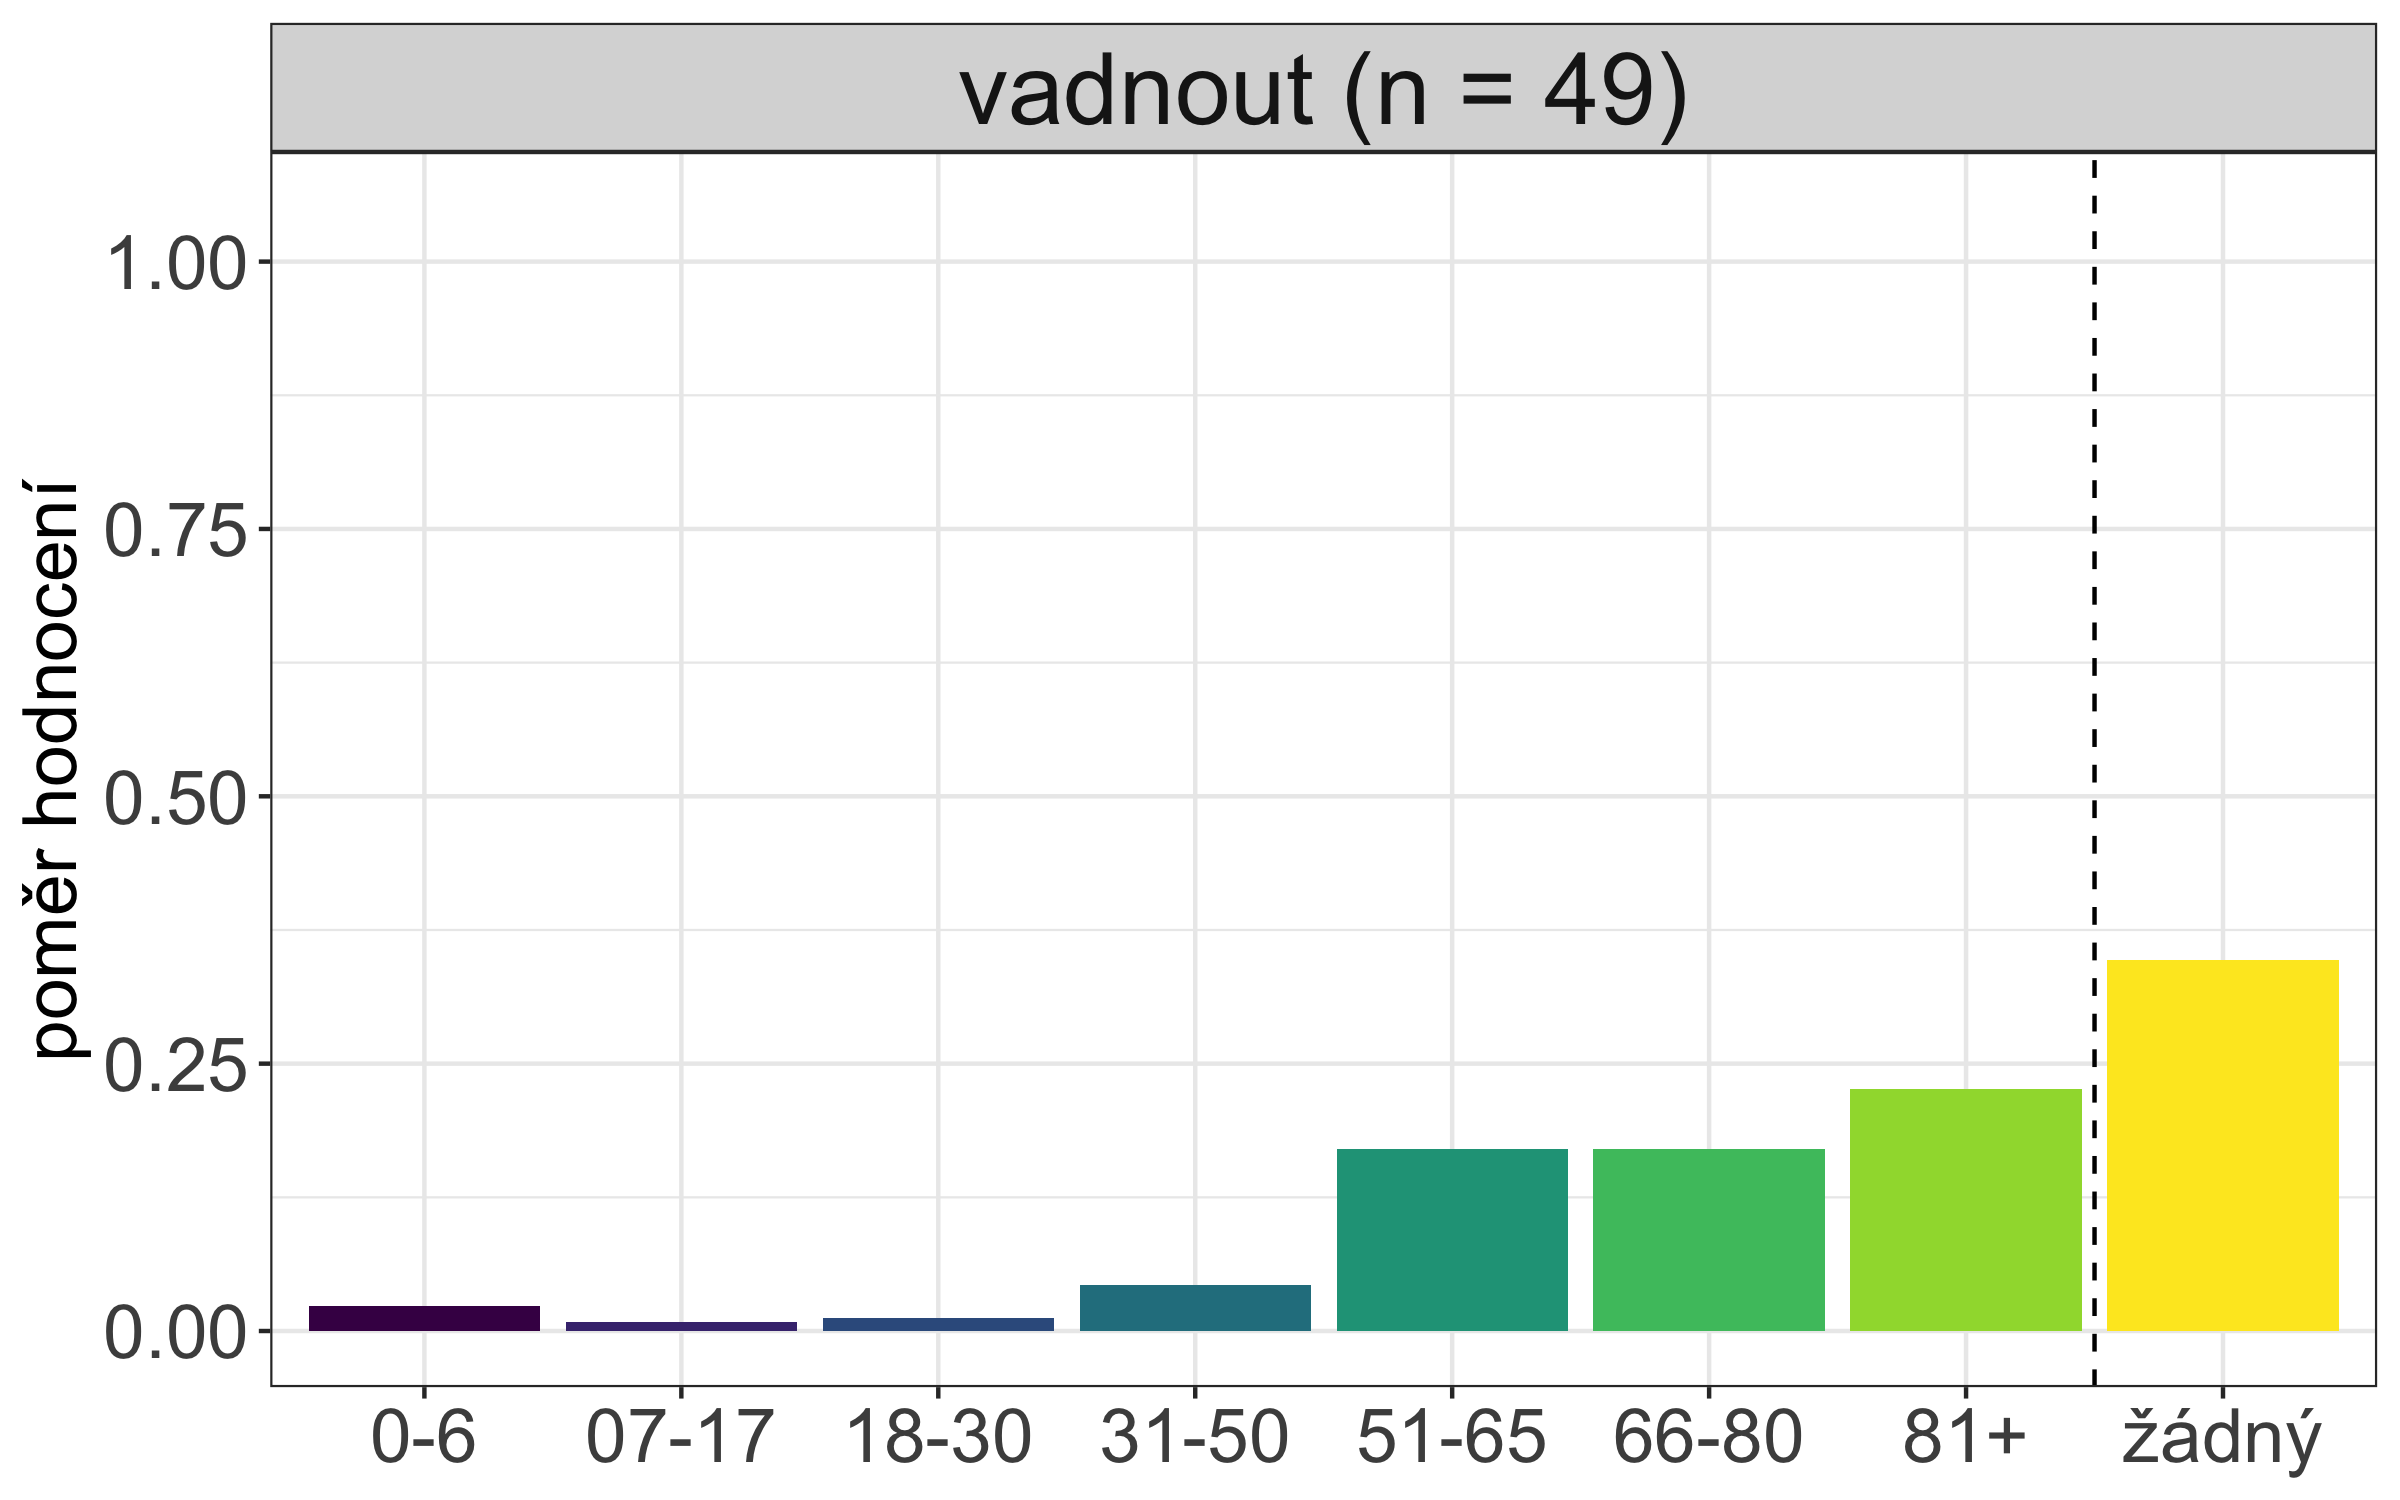 vadnout (n = 49)
poměr hodnocení
1.00
0.75
0.50
0.25
0.00
0-6 07-17 18-30 31-50 51-65 66-80 81+ žádný